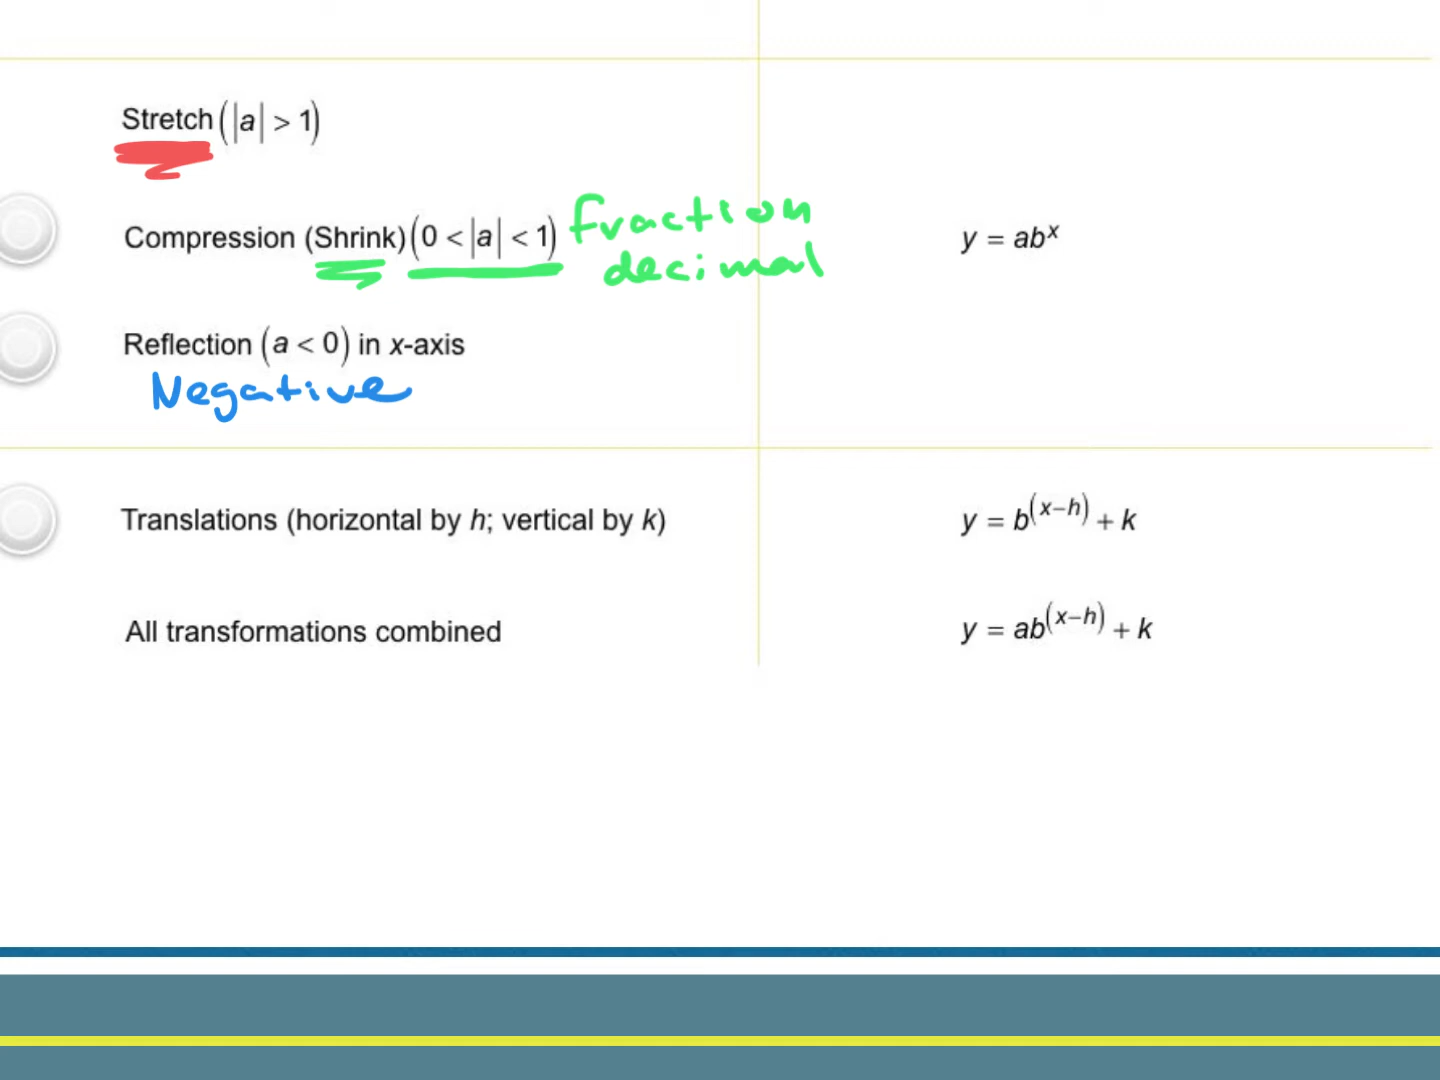 Stretch (|a| > 1)
Compression (Shrink) (0 < |a| < 1) fraction
decimal
y = abˣ
Reflection (a < 0) in x-axis
Negative
Translations (horizontal by h; vertical by k)
y = b^(x–h) + k
All transformations combined
y = ab^(x–h) + k